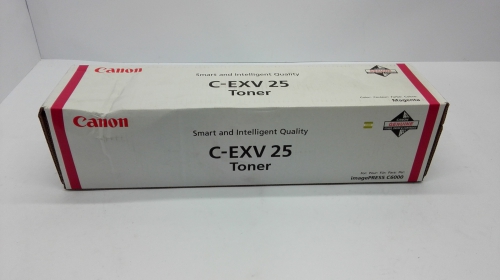 Canon
Smart and Intelligent Quality
C-EXV 25
Toner
Magenta
Canon
Smart and Intelligent Quality
C-EXV 25
Toner
GENUINE
imagePRESS C6000